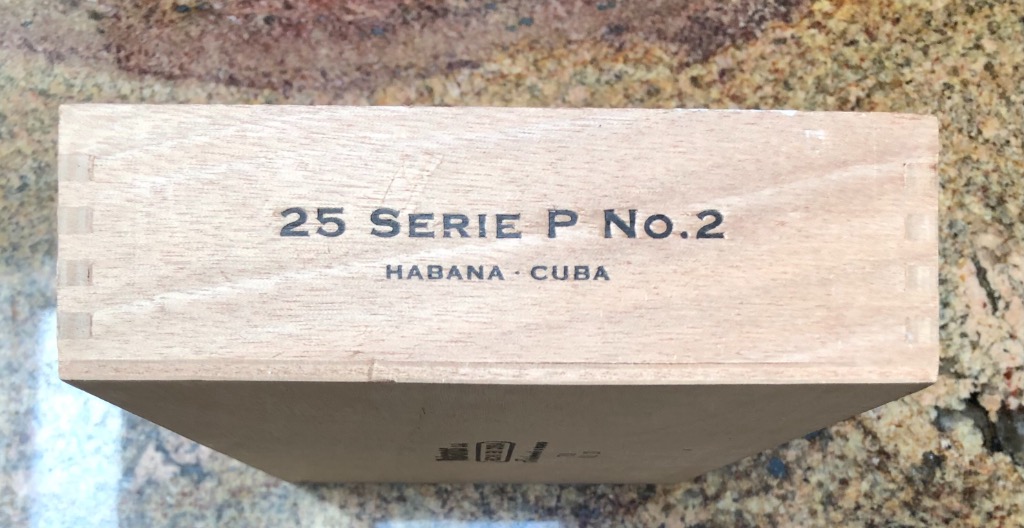 25 SERIE P NO.2
HABANA · CUBA